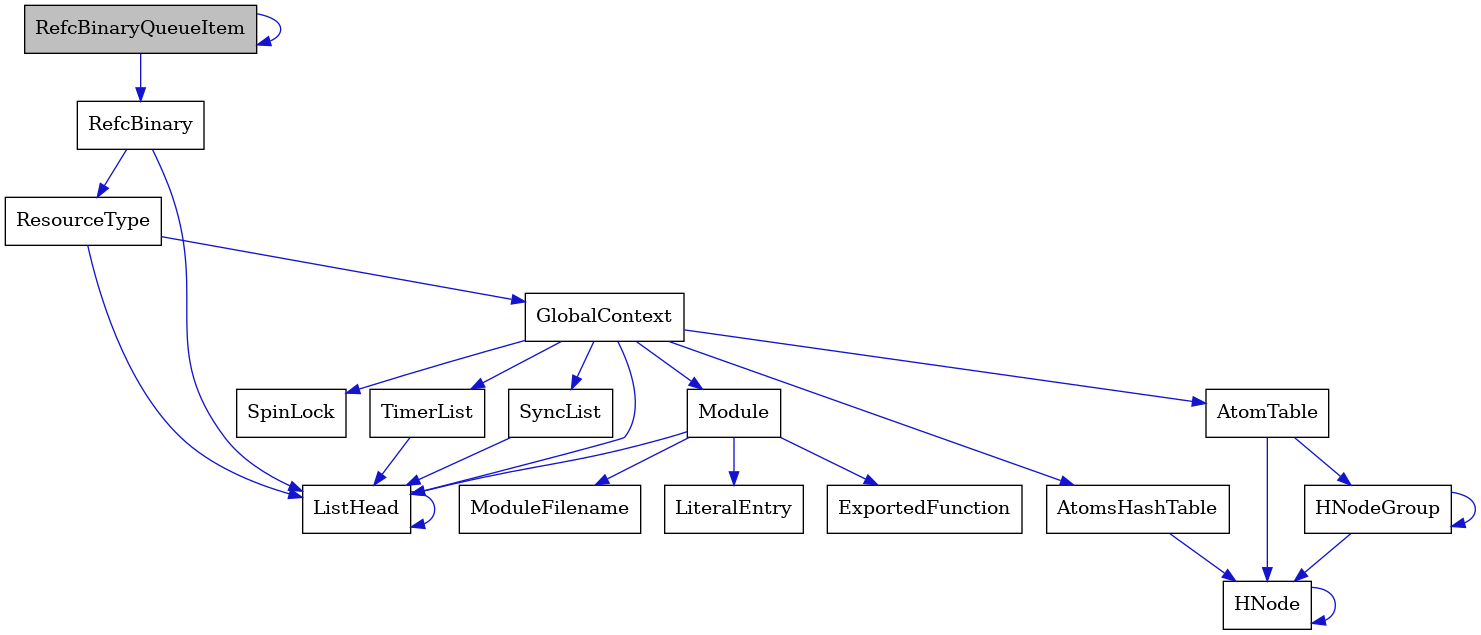 RefcBinaryQueueItem
RefcBinary
ResourceType
GlobalContext
SpinLock
TimerList
SyncList
Module
AtomTable
ListHead
ModuleFilename
LiteralEntry
ExportedFunction
AtomsHashTable
HNodeGroup
HNode